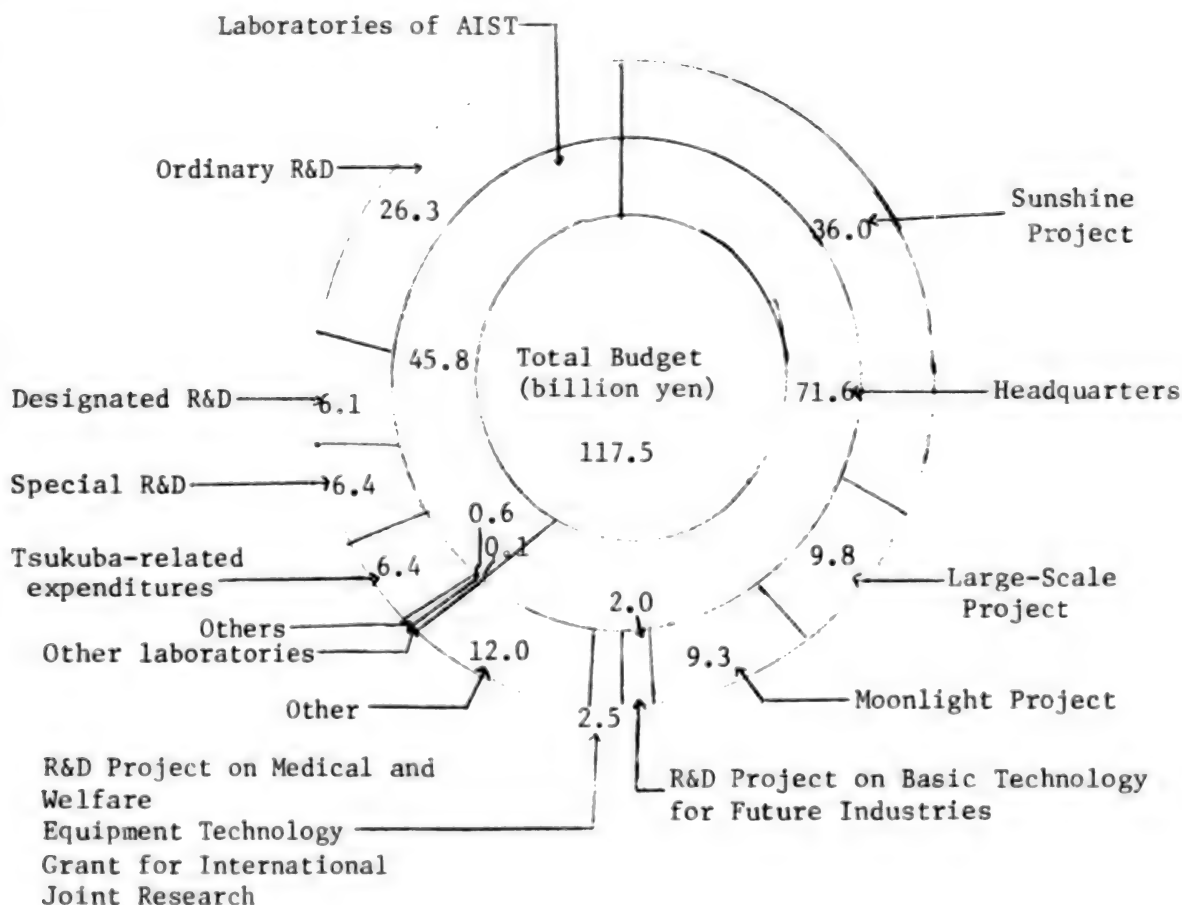 Laboratories of AIST
Ordinary R&D
26.3
36.0
Sunshine
Project
45.8
Total Budget
(billion yen)
117.5
71.6
Headquarters
Designated R&D
6.1
Special R&D
6.4
0.6
0.1
Tsukuba-related
expenditures
6.4
9.8
Large-Scale
Project
Others
Other laboratories
2.0
12.0
9.3
Moonlight Project
Other
2.5
R&D Project on Medical and
Welfare
Equipment Technology
Grant for International
Joint Research
R&D Project on Basic Technology
for Future Industries